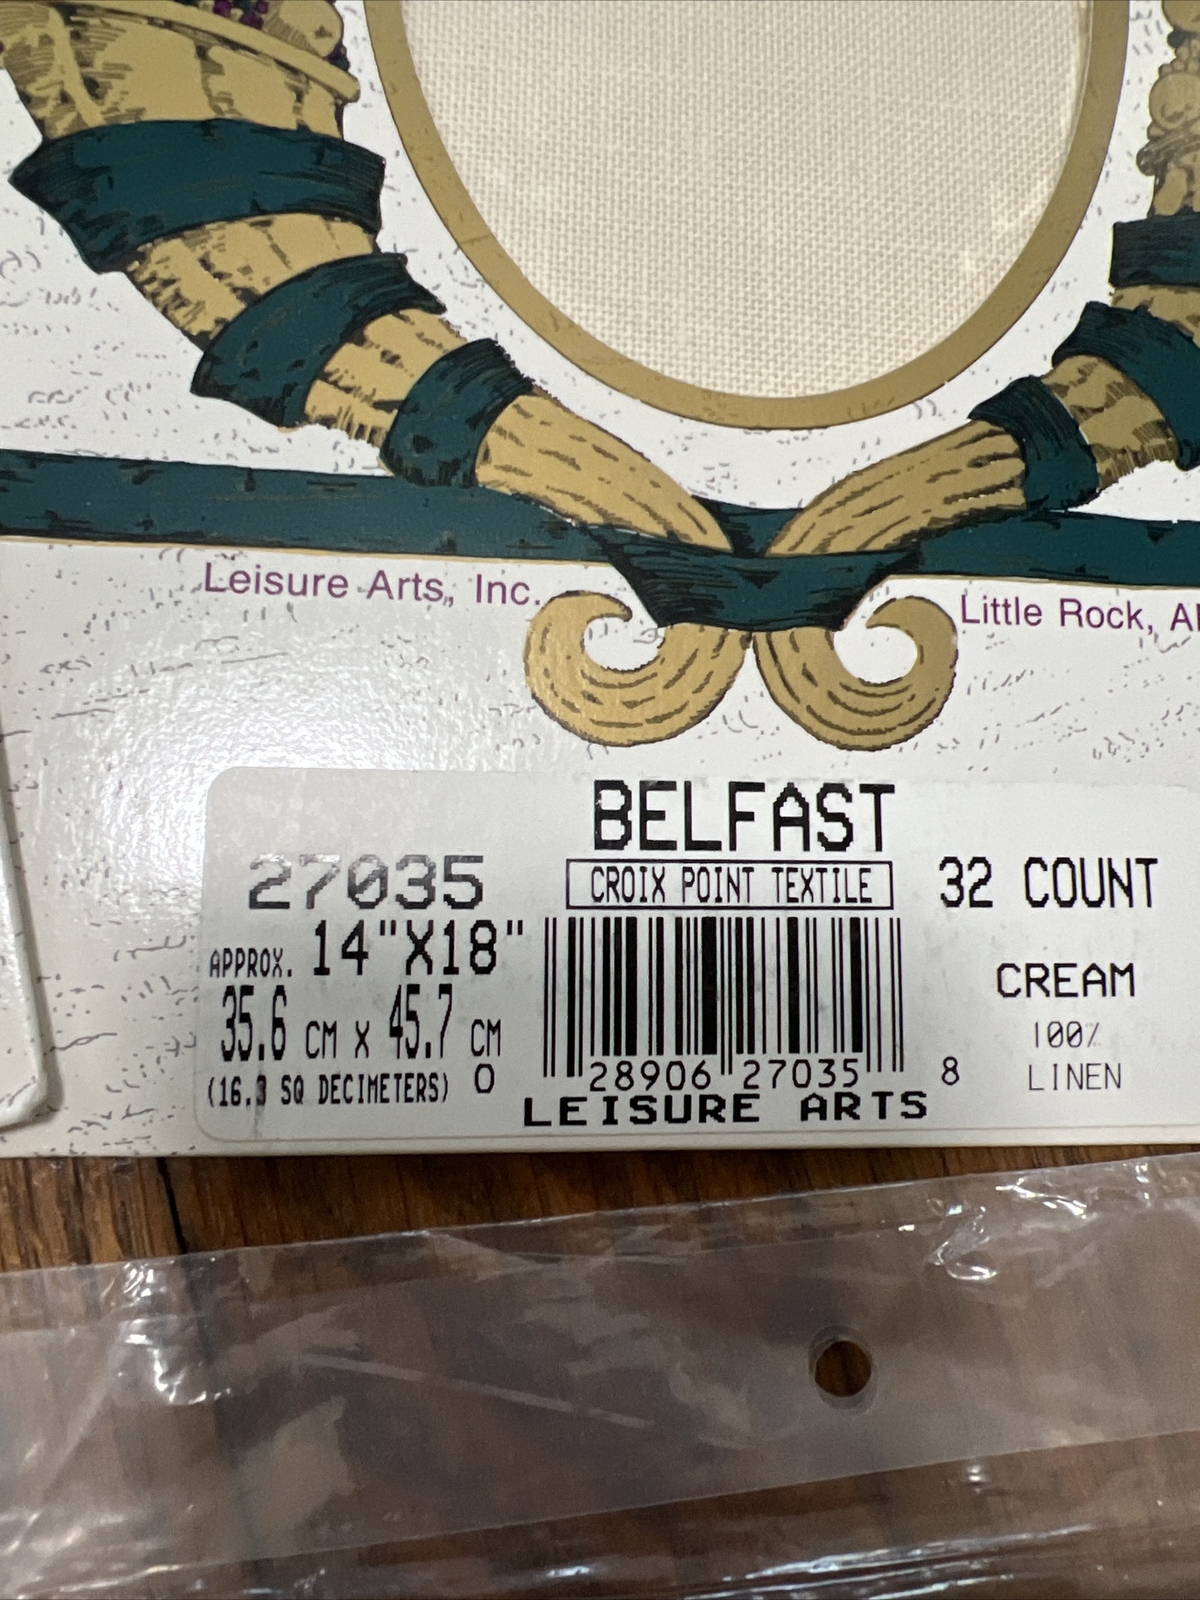 Leisure Arts, Inc.
Little Rock,
BELFAST
27035
CROIX POINT TEXTILE
32 COUNT
APPROX. 14"X18"
35.6 CM X 45.7 CM
(16.3 SQ DECIMETERS)
CREAM
100%
LINEN
0 28906 27035 8
LEISURE ARTS